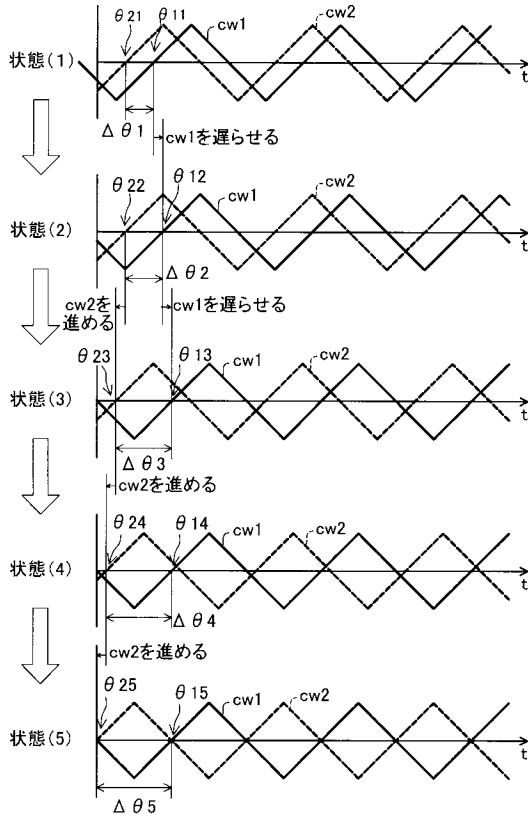 θ21
θ11
cw1
cw2
状態(1)
t
Δθ1
cw1を遅らせる
θ22
θ12
cw1
cw2
状態(2)
t
Δθ2
cw2を
進める
cw1を遅らせる
θ23
θ13
cw1
cw2
状態(3)
t
Δθ3
cw2を進める
θ24
θ14
cw1
cw2
状態(4)
t
Δθ4
cw2を進める
θ25
θ15
cw1
cw2
状態(5)
t
Δθ5